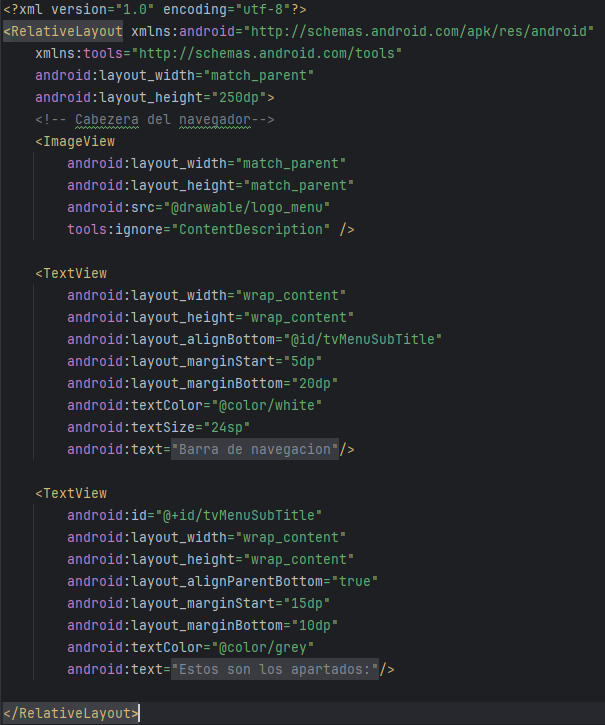 <?xml version="1.0" encoding="utf-8"?>
<RelativeLayout xmlns:android="http://schemas.android.com/apk/res/android"
    xmlns:tools="http://schemas.android.com/tools"
    android:layout_width="match_parent"
    android:layout_height="250dp">
    <!-- Cabezera del navegador-->
    <ImageView
        android:layout_width="match_parent"
        android:layout_height="match_parent"
        android:src="@drawable/logo_menu"
        tools:ignore="ContentDescription" />

    <TextView
        android:layout_width="wrap_content"
        android:layout_height="wrap_content"
        android:layout_alignBottom="@id/tvMenuSubTitle"
        android:layout_marginStart="5dp"
        android:layout_marginBottom="20dp"
        android:textColor="@color/white"
        android:textSize="24sp"
        android:text="Barra de navegacion"/>

    <TextView
        android:id="@+id/tvMenuSubTitle"
        android:layout_width="wrap_content"
        android:layout_height="wrap_content"
        android:layout_alignParentBottom="true"
        android:layout_marginStart="15dp"
        android:layout_marginBottom="10dp"
        android:textColor="@color/grey"
        android:text="Estos son los apartados:"/>

</RelativeLayout>